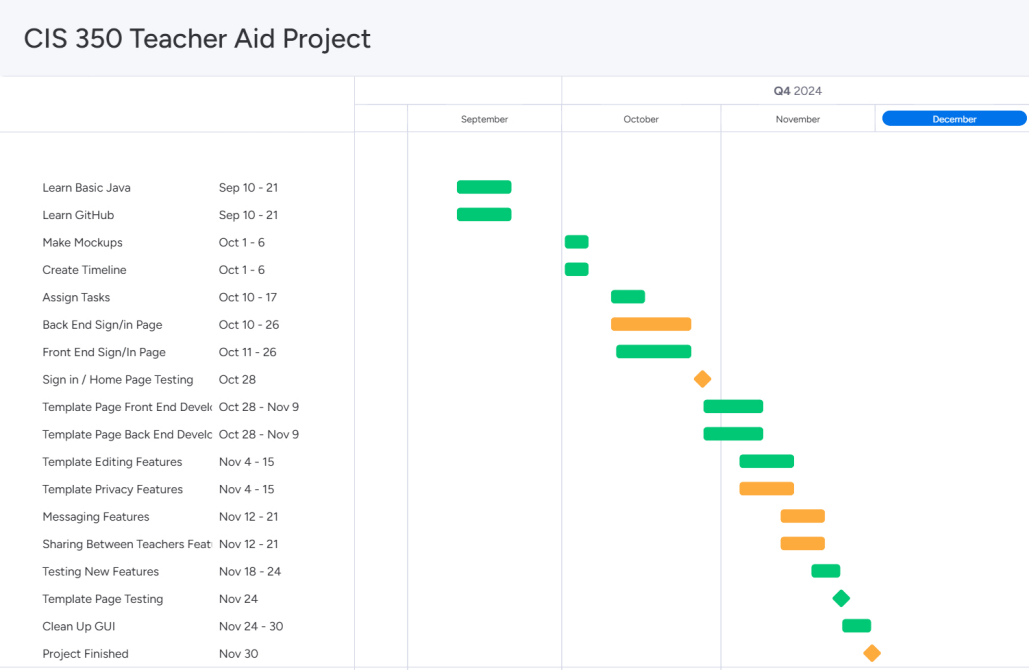 CIS 350 Teacher Aid Project
Q4 2024
September October November December
Learn Basic Java Sep 10 - 21
Learn GitHub Sep 10 - 21
Make Mockups Oct 1 - 6
Create Timeline Oct 1 - 6
Assign Tasks Oct 10 - 17
Back End Sign/in Page Oct 10 - 26
Front End Sign/In Page Oct 11 - 26
Sign in / Home Page Testing Oct 28
Template Page Front End Develo Oct 28 - Nov 9
Template Page Back End Develo Oct 28 - Nov 9
Template Editing Features Nov 4 - 15
Template Privacy Features Nov 4 - 15
Messaging Features Nov 12 - 21
Sharing Between Teachers Feat Nov 12 - 21
Testing New Features Nov 18 - 24
Template Page Testing Nov 24
Clean Up GUI Nov 24 - 30
Project Finished Nov 30